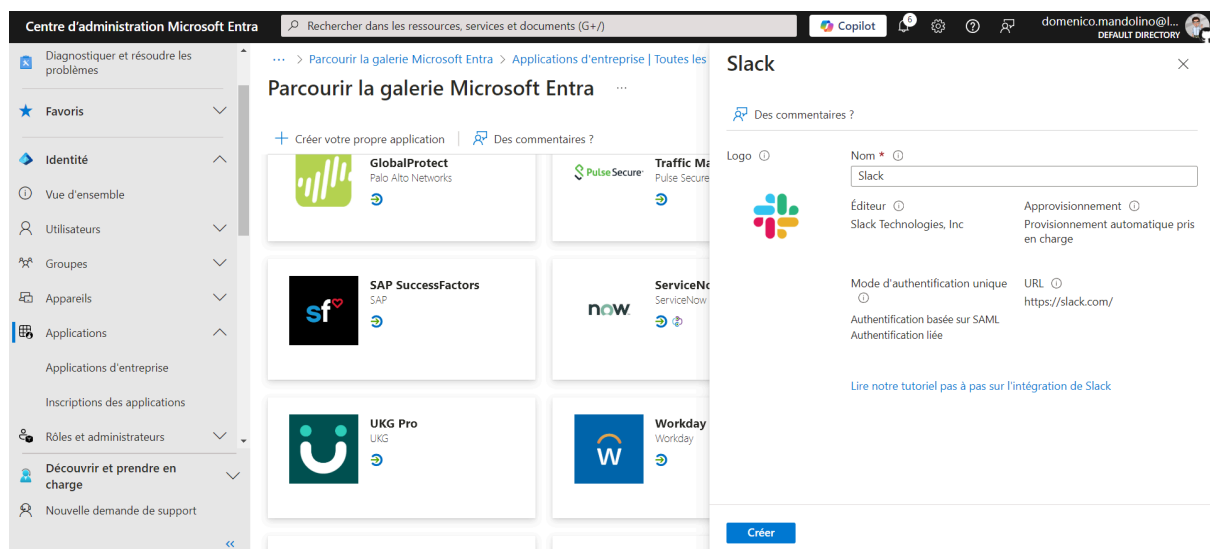 Centre d'administration Microsoft Entra
Rechercher dans les ressources, services et documents (G+/)
Copilot
6
domenico.mandolino@l...
DEFAULT DIRECTORY
Diagnostiquer et résoudre les
problèmes
Favoris
Identité
Vue d'ensemble
Utilisateurs
Groupes
Appareils
Applications
Applications d'entreprise
Inscriptions des applications
Rôles et administrateurs
Découvrir et prendre en
charge
Nouvelle demande de support
«
··· > Parcourir la galerie Microsoft Entra > Applications d'entreprise | Toutes les
Parcourir la galerie Microsoft Entra ···
+ Créer votre propre application
Des commentaires ?
GlobalProtect
Palo Alto Networks
Pulse Secure
Traffic Ma
Pulse Secure
sf
SAP SuccessFactors
SAP
now
ServiceNo
ServiceNow
UKG Pro
UKG
W
Workday
Workday
Slack
Des commentaires ?
Logo
Nom *
Slack
Éditeur
Slack Technologies, Inc
Approvisionnement
Provisionnement automatique pris
en charge
Mode d'authentification unique
Authentification basée sur SAML
Authentification liée
URL
https://slack.com/
Lire notre tutoriel pas à pas sur l'intégration de Slack
Créer